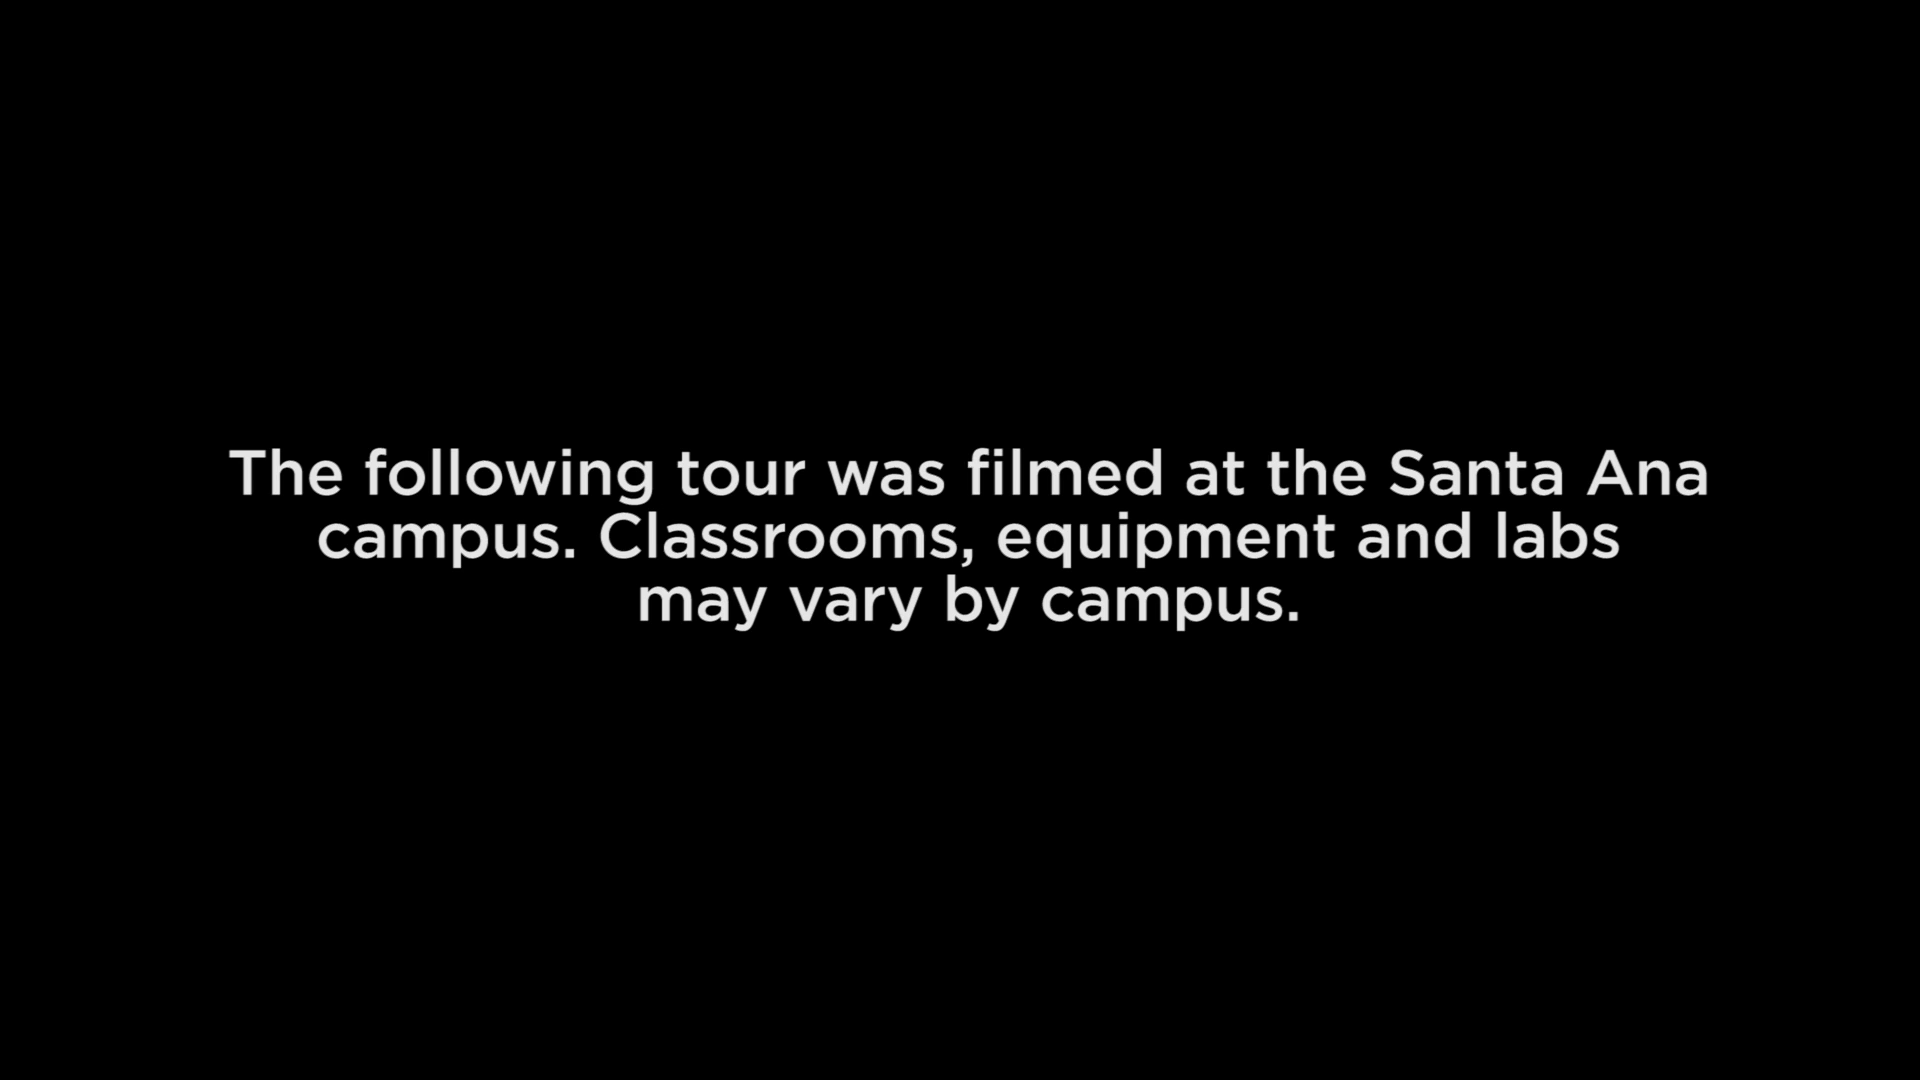 The following tour was filmed at the Santa Ana
campus. Classrooms, equipment and labs
may vary by campus.